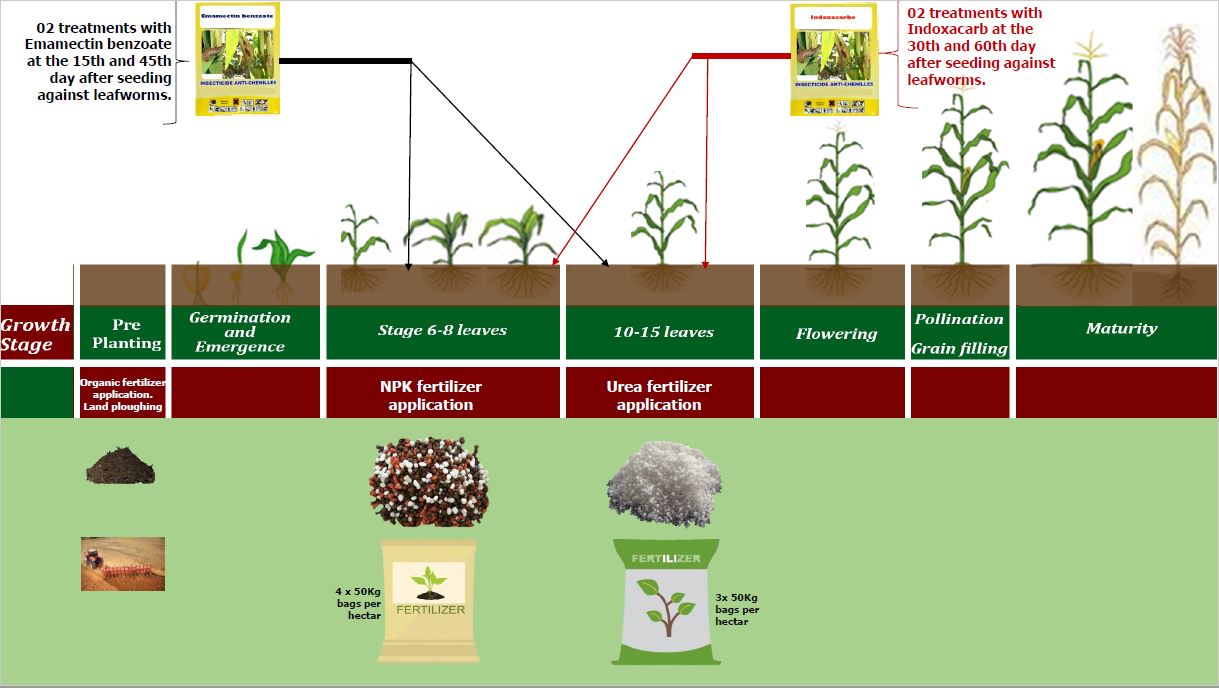 02 treatments with
Emamectin benzoate
at the 15th and 45th
day after seeding
against leafworms.
Emamectin benzoate
INSECTICIDE ANTI-CHENILLES
Indoxacarbe
INSECTICIDE ANTI-CHENILLES
02 treatments with
Indoxacarb at the
30th and 60th day
after seeding against
leafworms.
Growth
Stage
Pre
Planting
Germination
and
Emergence
Stage 6-8 leaves
10-15 leaves
Flowering
Pollination
Grain filling
Maturity
Organic fertilizer
application.
Land ploughing
NPK fertilizer
application
Urea fertilizer
application
4 x 50Kg
bags per
hectar
FERTILIZER
FERTILIZER
3x 50Kg
bags per
hectar